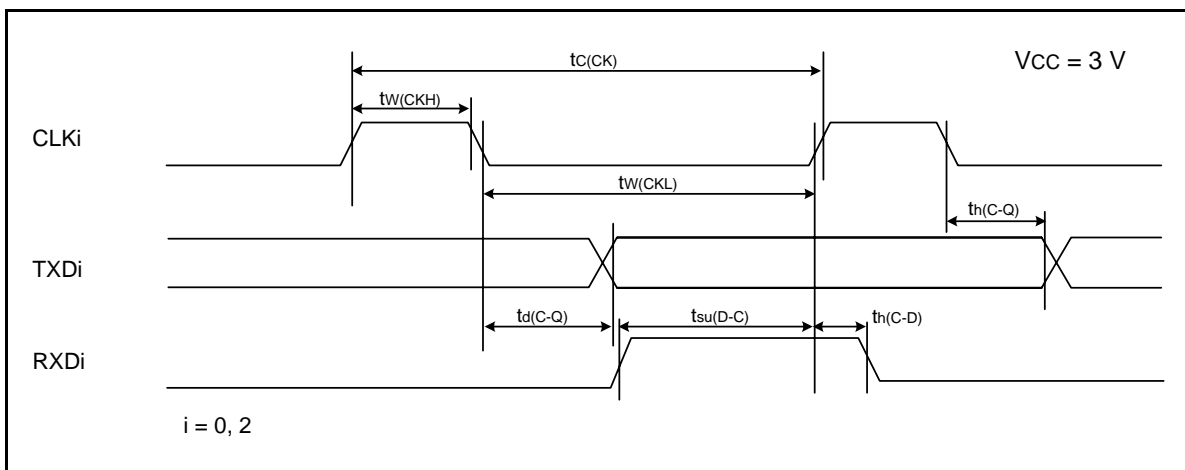 tC(CK)
VCC = 3 V
tW(CKH)
CLKi
tW(CKL)
th(C-Q)
TXDi
td(C-Q)
tsu(D-C)
th(C-D)
RXDi
i = 0, 2